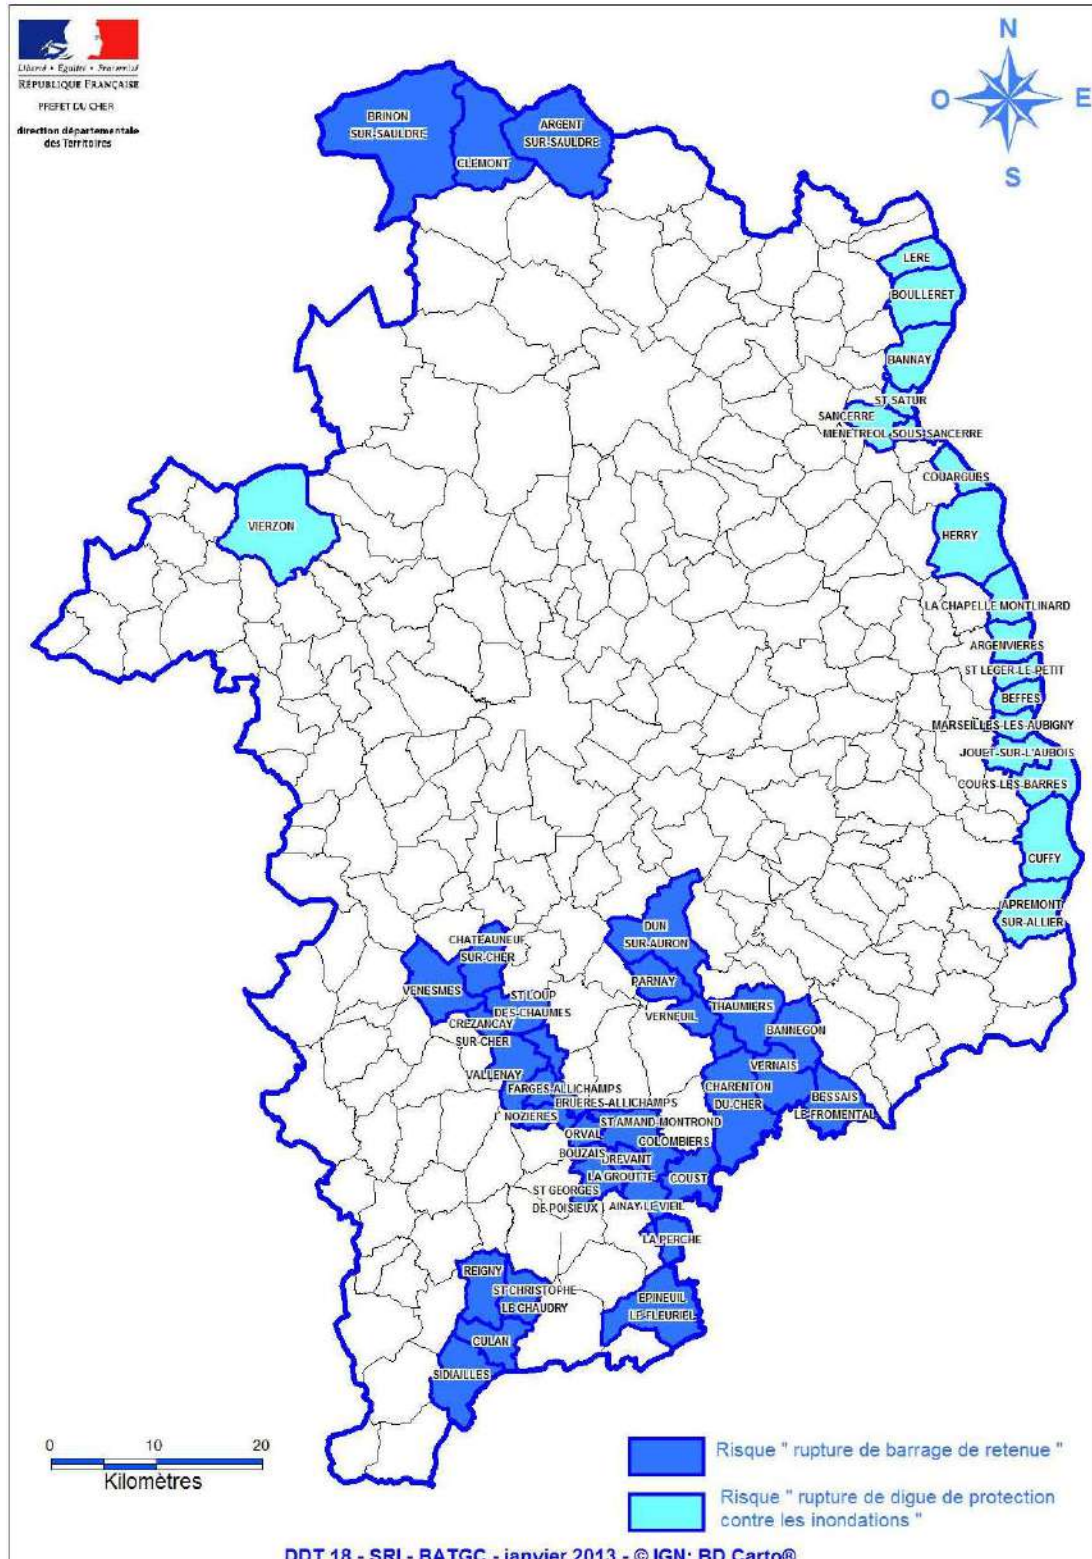 Liberté • Égalité • Fraternité
RÉPUBLIQUE FRANÇAISE
PREFET DU CHER
direction départementale
des Territoires
N
O
E
S
BRINON
SUR-SAULDRE
CLEMONT
ARGENT
SUR-SAULDRE
LERE
BOULLERET
BANNAY
ST SATUR
SANCERRE
MENETREOL-SOUS-SANCERRE
COUARGUES
VIERZON
HERRY
LA CHAPELLE MONTLINARD
ARGENVIERES
ST LEGER-LE-PETIT
BEFFES
MARSEILLES-LES-AUBIGNY
JOUET-SUR-L'AUBOIS
COURS-LES-BARRES
CUFFY
APREMONT
SUR-ALLIER
DUN
SUR-AURON
CHATEAUNEUF
SUR-CHER
PARNAY
VENESMES
ST LOUP
DES-CHAUMES
VERNEUIL
THAUMIERS
CREZANCAY
SUR-CHER
BANNEGON
VERNAIS
VALLENAY
FARGES-ALLICHAMPS
CHARENTON
DU-CHER
BESSAIS
LE-FROMENTAL
BRUERES-ALLICHAMPS
NOZIERES
ST AMAND-MONTROND
ORVAL
COLOMBIERS
BOUZAIS
DREVANT
LA GROUTTE
COUST
ST GEORGES
DE-POISIEUX
AINAY-LE-VIEIL
LA PERCHE
REIGNY
ST CHRISTOPHE
LE CHAUDRY
EPINEUIL
LE-FLEURIEL
CULAN
SIDIAILLES
0 10 20
Kilomètres
Risque " rupture de barrage de retenue "
Risque " rupture de digue de protection
contre les inondations "
DDT 18 - SRI - BATGC - janvier 2013 - © IGN: BD Carto®